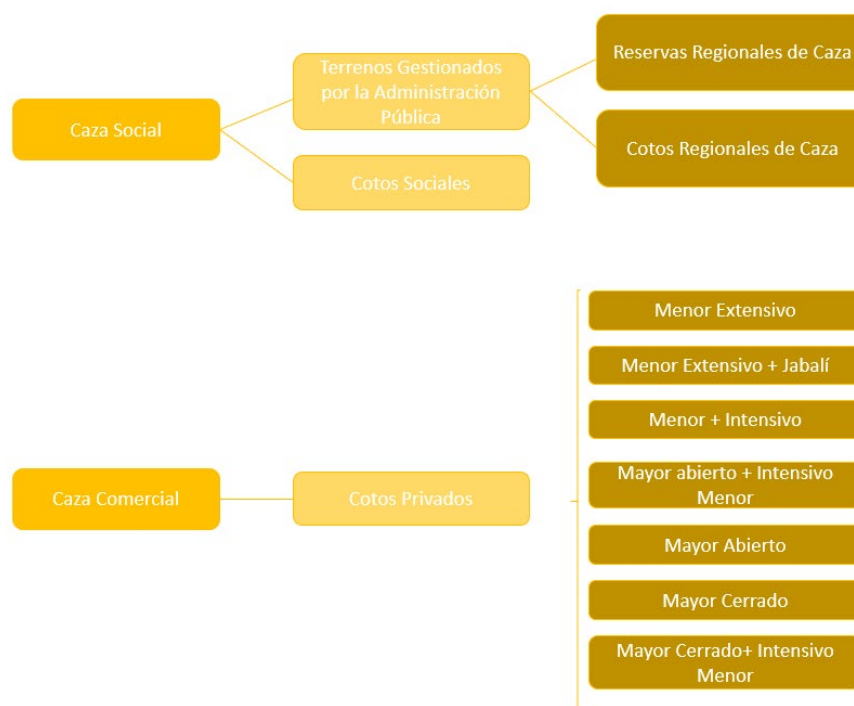 Caza Social
Terrenos Gestionados
por la Administración
Pública
Cotos Sociales
Reservas Regionales de Caza
Cotos Regionales de Caza
Caza Comercial
Cotos Privados
Menor Extensivo
Menor Extensivo + Jabalí
Menor + Intensivo
Mayor abierto + Intensivo
Menor
Mayor Abierto
Mayor Cerrado
Mayor Cerrado+ Intensivo
Menor